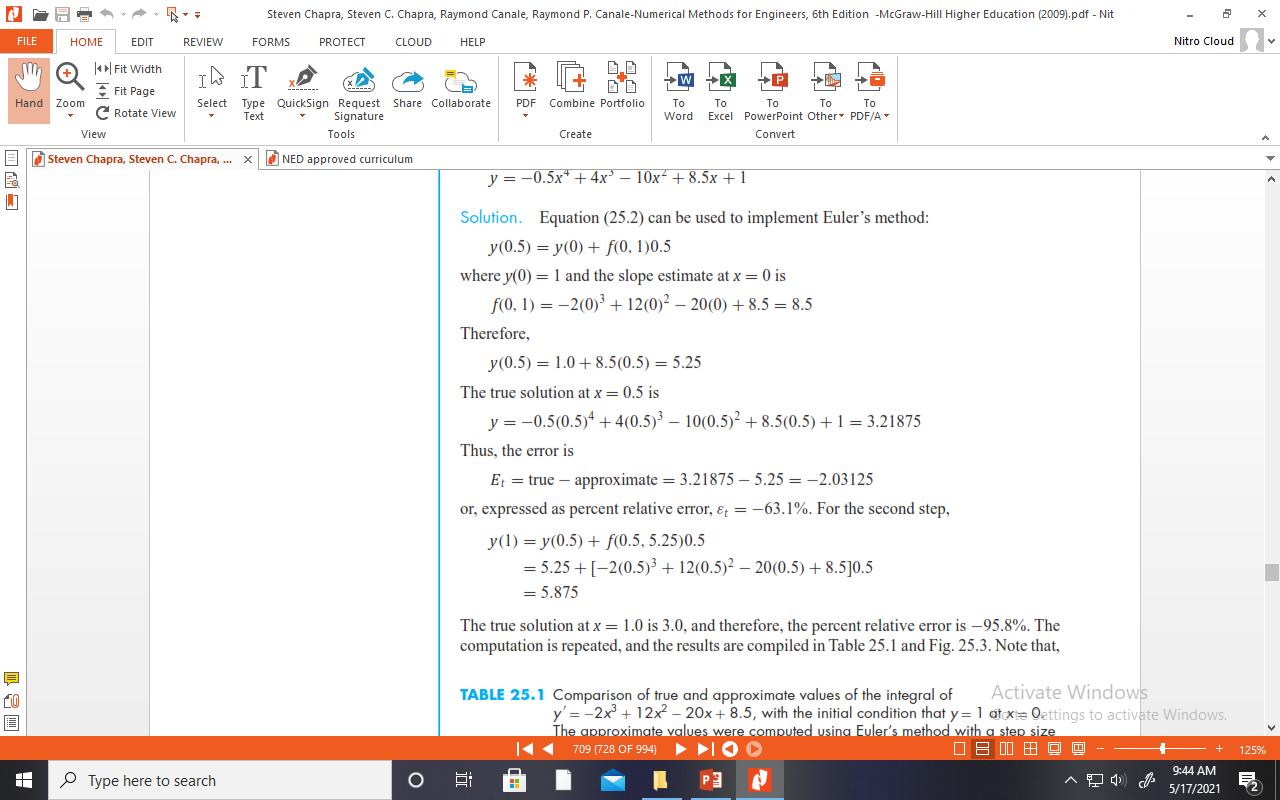 Steven Chapra, Steven C. Chapra, Raymond Canale, Raymond P. Canale-Numerical Methods for Engineers, 6th Edition -McGraw-Hill Higher Education (2009).pdf - Nit
FILE HOME EDIT REVIEW FORMS PROTECT CLOUD HELP Nitro Cloud
Hand Zoom Fit Width Fit Page Rotate View
Select Type Text QuickSign Request Signature Share Collaborate
PDF Combine Portfolio
To Word To Excel To PowerPoint To Other To PDF/A
View Tools Create Convert
Steven Chapra, Steven C. Chapra, ... NED approved curriculum
y = −0.5x⁴ + 4x³ − 10x² + 8.5x + 1
Solution. Equation (25.2) can be used to implement Euler's method:
y(0.5) = y(0) + f(0, 1)0.5
where y(0) = 1 and the slope estimate at x = 0 is
f(0, 1) = −2(0)³ + 12(0)² − 20(0) + 8.5 = 8.5
Therefore,
y(0.5) = 1.0 + 8.5(0.5) = 5.25
The true solution at x = 0.5 is
y = −0.5(0.5)⁴ + 4(0.5)³ − 10(0.5)² + 8.5(0.5) + 1 = 3.21875
Thus, the error is
Eₜ = true − approximate = 3.21875 − 5.25 = −2.03125
or, expressed as percent relative error, εₜ = −63.1%. For the second step,
y(1) = y(0.5) + f(0.5, 5.25)0.5
= 5.25 + [−2(0.5)³ + 12(0.5)² − 20(0.5) + 8.5]0.5
= 5.875
The true solution at x = 1.0 is 3.0, and therefore, the percent relative error is −95.8%. The
computation is repeated, and the results are compiled in Table 25.1 and Fig. 25.3. Note that,
TABLE 25.1 Comparison of true and approximate values of the integral of
y′ = −2x³ + 12x² − 20x + 8.5, with the initial condition that y = 1 at x = 0.
The approximate values were computed using Euler's method with a step size
Activate Windows
Go to Settings to activate Windows.
709 (728 OF 994) 125%
Type here to search
9:44 AM
5/17/2021
2